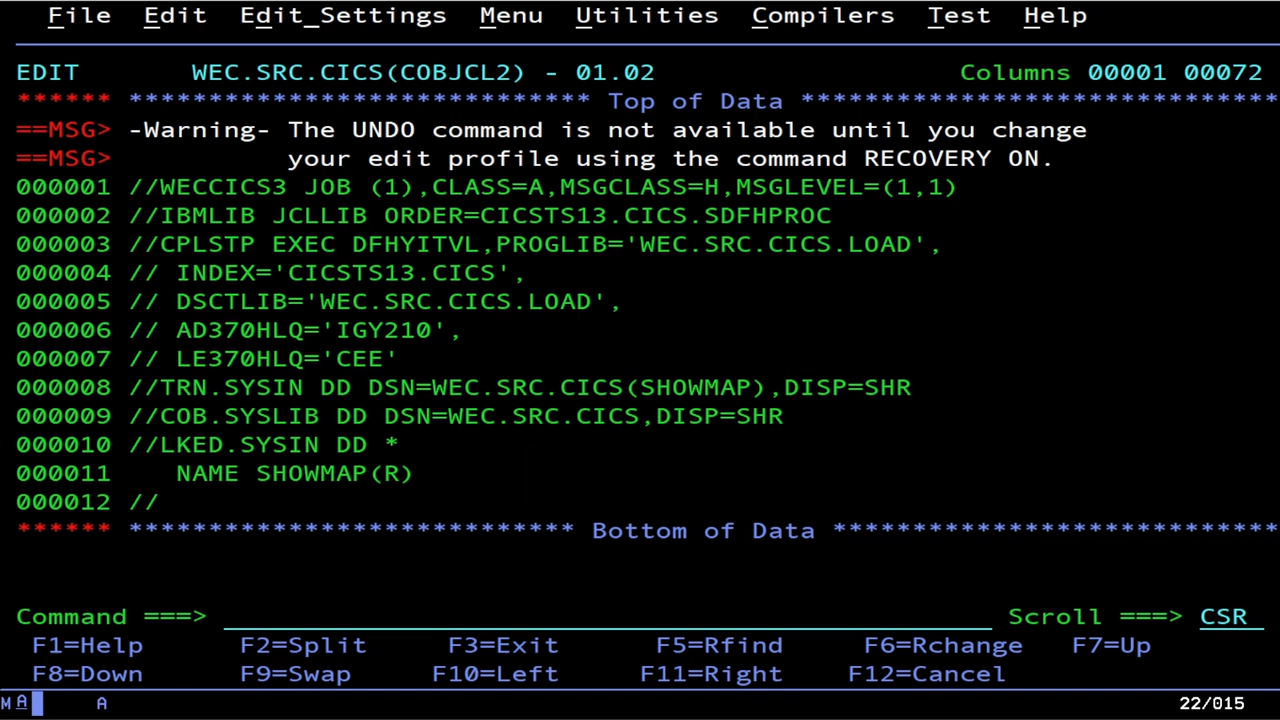 File Edit Edit_Settings Menu Utilities Compilers Test Help
EDIT WEC.SRC.CICS(COBJCL2) - 01.02 Columns 00001 00072
****** ***************************** Top of Data ******************************
==MSG> -Warning- The UNDO command is not available until you change
==MSG> your edit profile using the command RECOVERY ON.
000001 //WECCICS3 JOB (1),CLASS=A,MSGCLASS=H,MSGLEVEL=(1,1)
000002 //IBMLIB JCLLIB ORDER=CICSTS13.CICS.SDFHPROC
000003 //CPLSTP EXEC DFHYITVL,PROGLIB='WEC.SRC.CICS.LOAD',
000004 // INDEX='CICSTS13.CICS',
000005 // DSCTLIB='WEC.SRC.CICS.LOAD',
000006 // AD370HLQ='IGY210',
000007 // LE370HLQ='CEE'
000008 //TRN.SYSIN DD DSN=WEC.SRC.CICS(SHOWMAP),DISP=SHR
000009 //COB.SYSLIB DD DSN=WEC.SRC.CICS,DISP=SHR
000010 //LKED.SYSIN DD *
000011 NAME SHOWMAP(R)
000012 //
****** **************************** Bottom of Data ****************************
Command ===> Scroll ===> CSR
F1=Help F2=Split F3=Exit F5=Rfind F6=Rchange F7=Up
F8=Down F9=Swap F10=Left F11=Right F12=Cancel
MA A 22/015